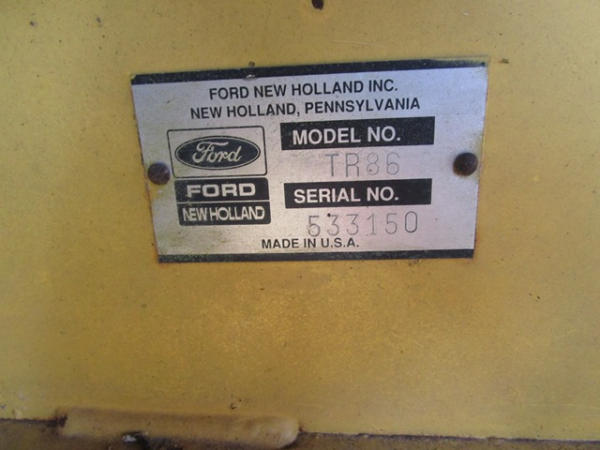 FORD NEW HOLLAND INC.
NEW HOLLAND, PENNSYLVANIA
Ford
FORD
NEW HOLLAND
MODEL NO.
TR86
SERIAL NO.
533150
MADE IN U.S.A.